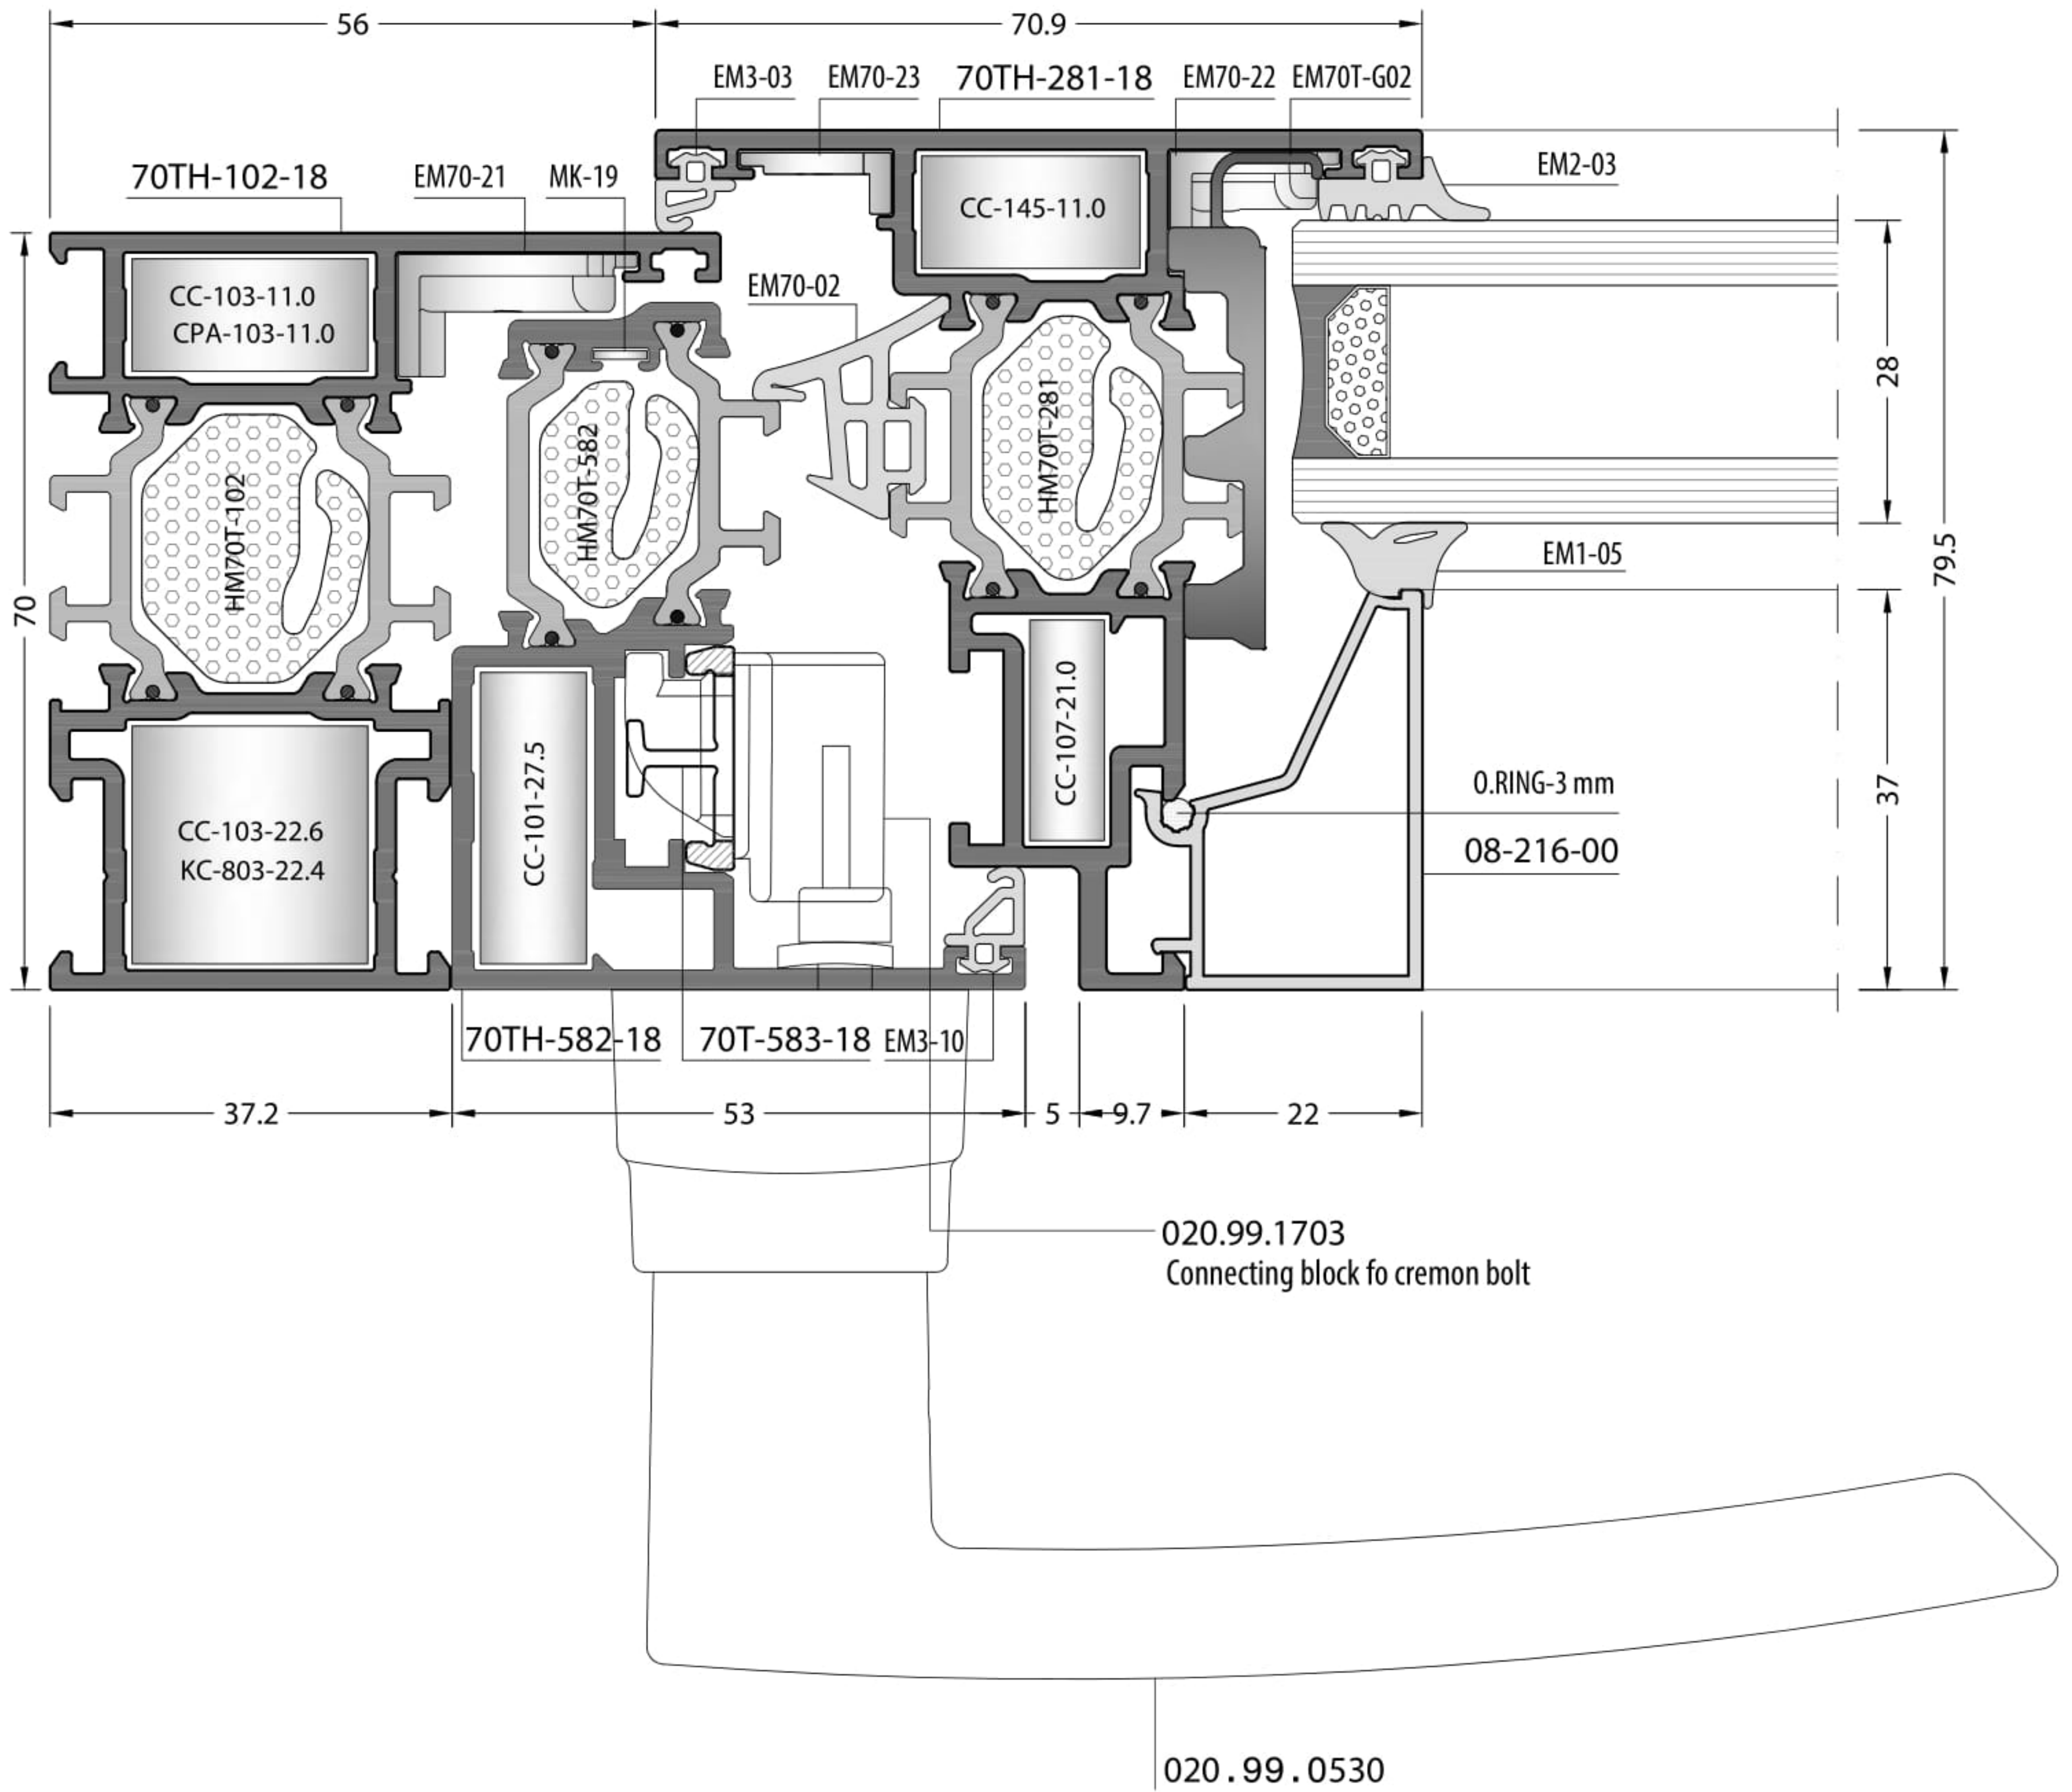 56
70.9
EM3-03
EM70-23
70TH-281-18
EM70-22
EM70T-G02
70TH-102-18
EM70-21
MK-19
EM2-03
CC-145-11.0
CC-103-11.0
CPA-103-11.0
EM70-02
28
HM70T-102
HM70T-582
HM70T-281
EM1-05
79.5
70
CC-107-21.0
CC-101-27.5
O.RING-3 mm
37
CC-103-22.6
KC-803-22.4
08-216-00
70TH-582-18
70T-583-18
EM3-10
37.2
53
5
9.7
22
020.99.1703
Connecting block fo cremon bolt
020.99.0530